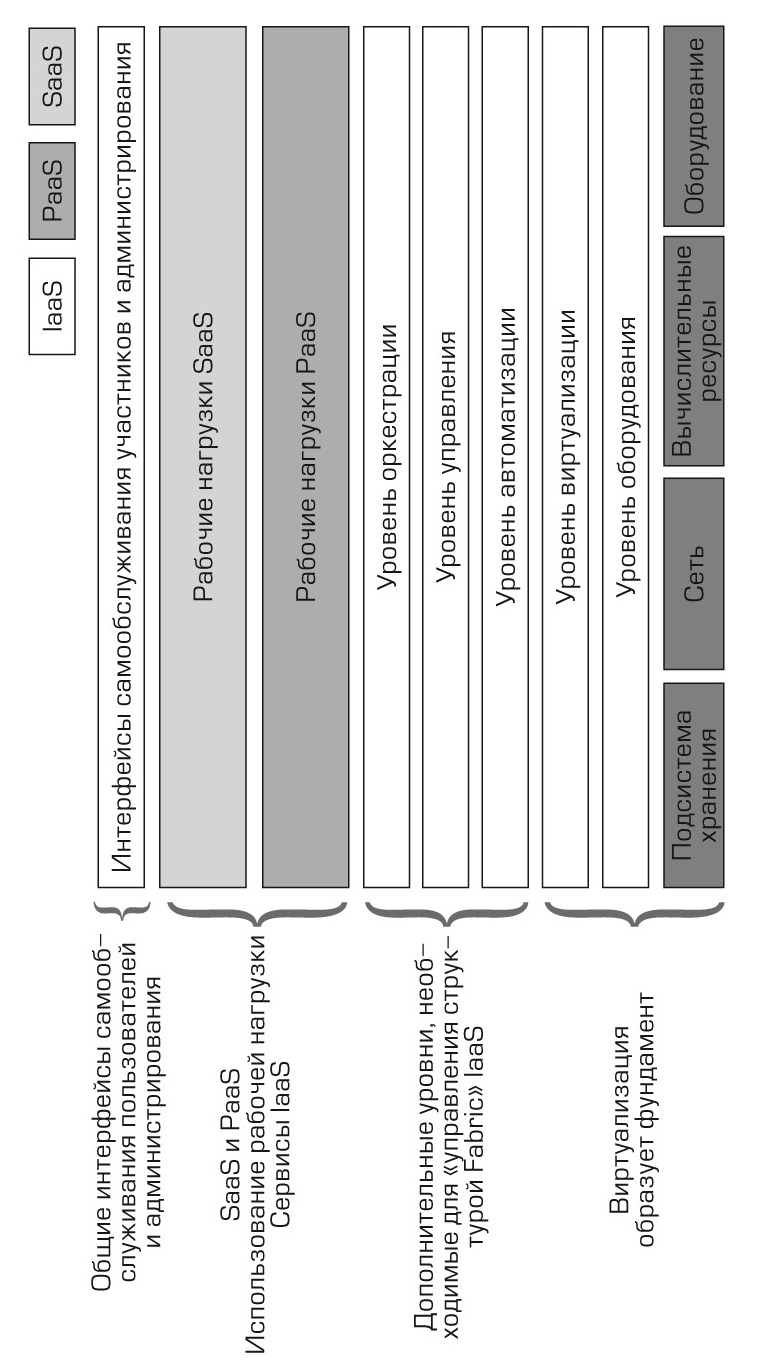 IaaS
PaaS
SaaS
Общие интерфейсы самооб-
служивания пользователей
и администрирования
Интерфейсы самообслуживания участников и администрирования
SaaS и PaaS
Использование рабочей нагрузки
Сервисы IaaS
Рабочие нагрузки SaaS
Рабочие нагрузки PaaS
Дополнительные уровни, необ-
ходимые для «управления струк-
турой Fabric» IaaS
Уровень оркестрации
Уровень управления
Уровень автоматизации
Виртуализация
образует фундамент
Уровень виртуализации
Уровень оборудования
Подсистема
хранения
Сеть
Вычислительные
ресурсы
Оборудование